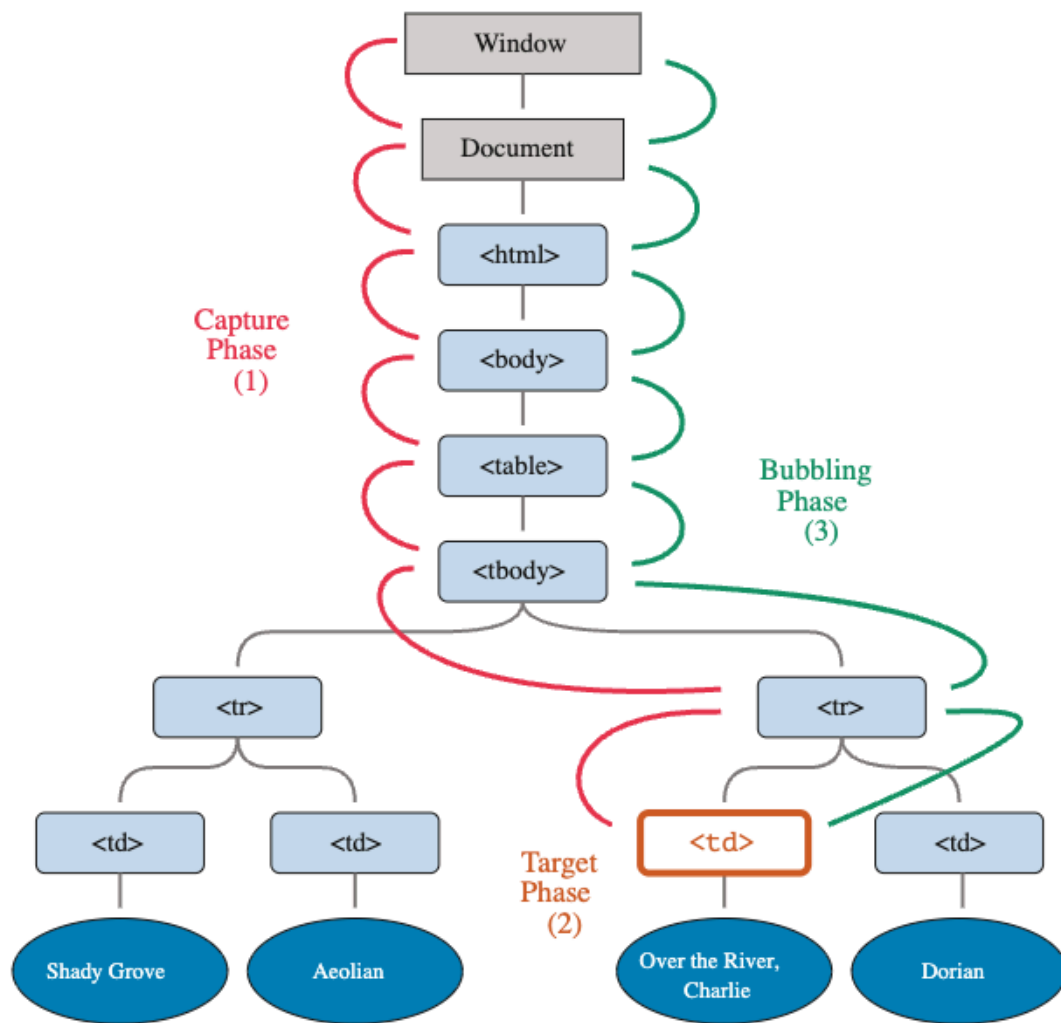 Window
Document
<html>
Capture
Phase
(1)
<body>
<table>
Bubbling
Phase
(3)
<tbody>
<tr>
<tr>
<td>
<td>
<td>
<td>
Target
Phase
(2)
Shady Grove
Aeolian
Over the River,
Charlie
Dorian